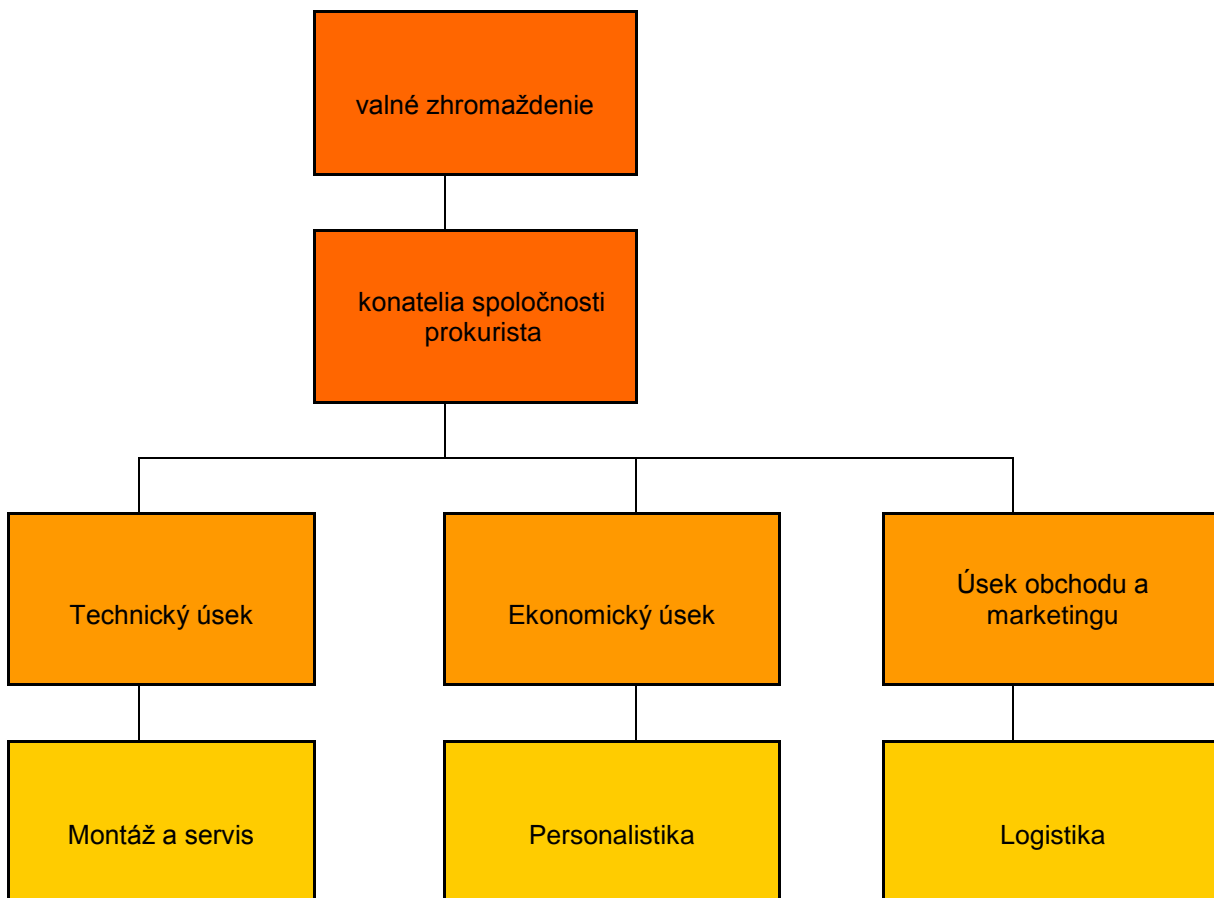 valné zhromaždenie
konatelia spoločnosti
prokurista
Technický úsek
Ekonomický úsek
Úsek obchodu a
marketingu
Montáž a servis
Personalistika
Logistika